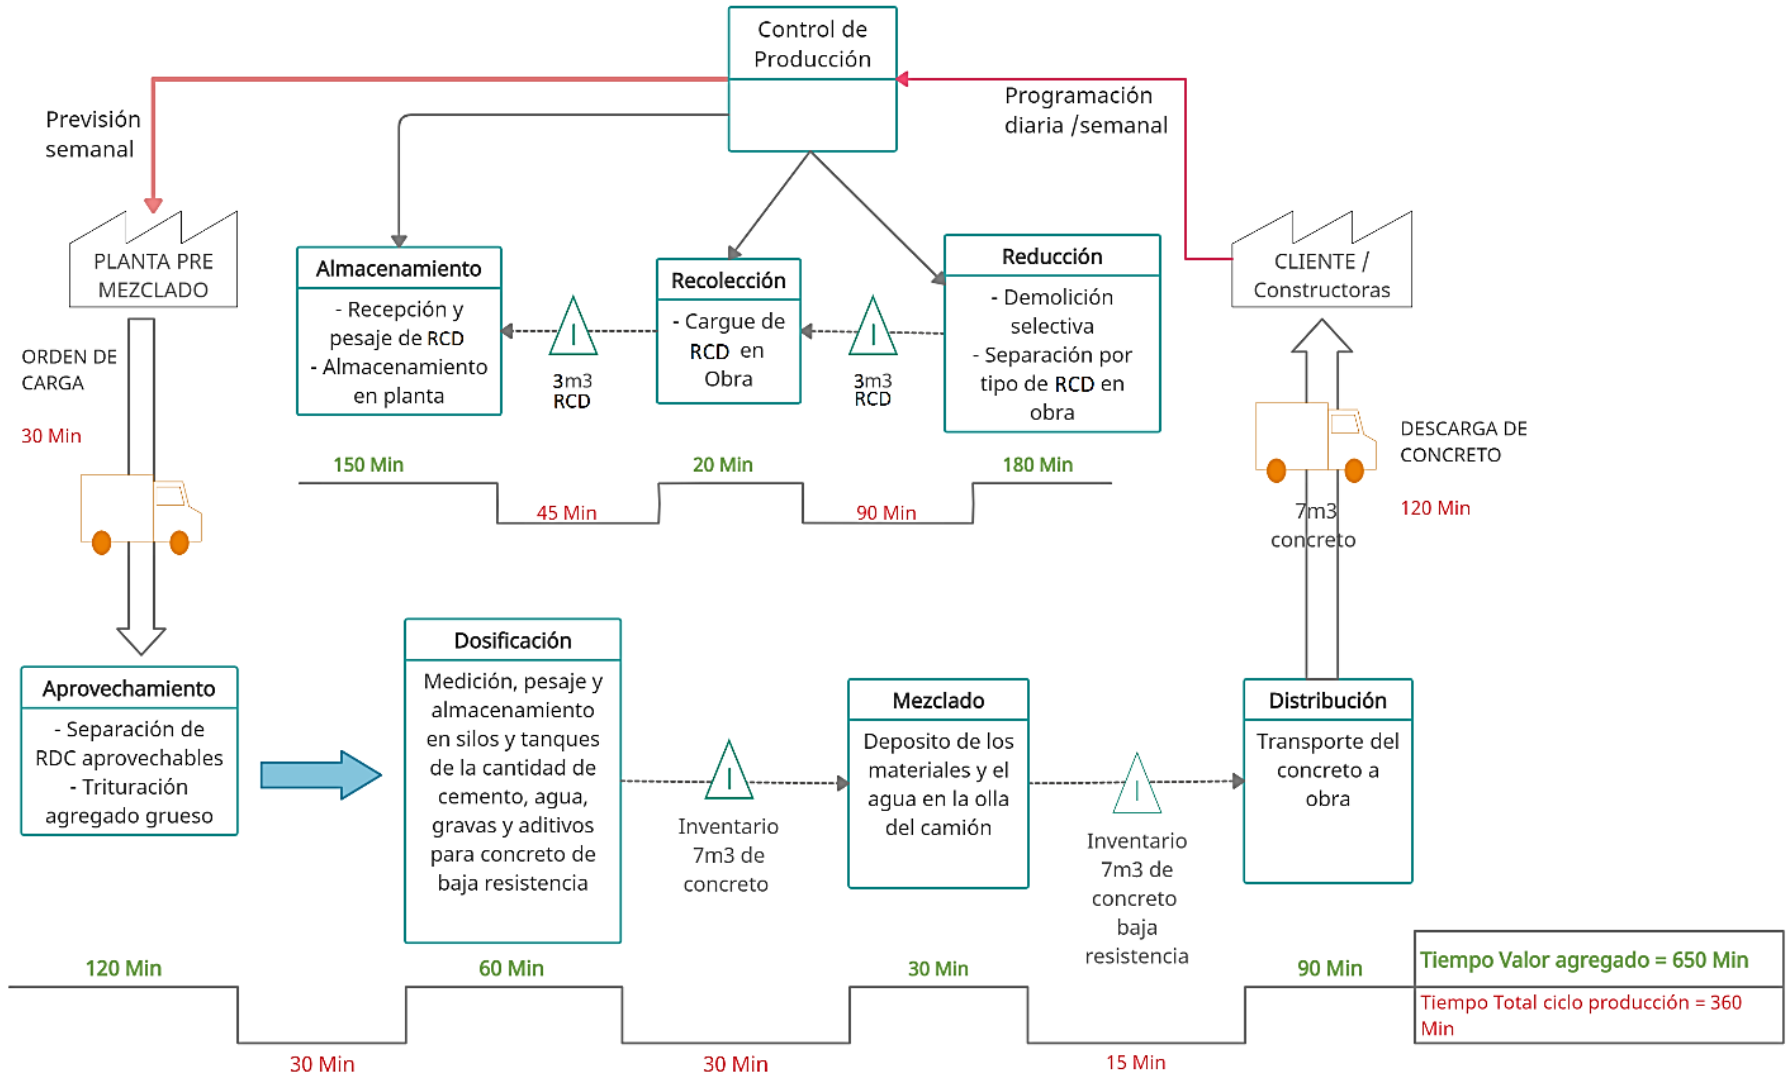 Control de
Producción
Previsión
semanal
Programación
diaria /semanal
PLANTA PRE
MEZCLADO
Almacenamiento
- Recepción y
pesaje de RCD
- Almacenamiento
en planta
3m3
RCD
Recolección
- Cargue de
RCD en
Obra
3m3
RCD
Reducción
- Demolición
selectiva
- Separación por
tipo de RCD en
obra
CLIENTE /
Constructoras
ORDEN DE
CARGA
30 Min
150 Min
45 Min
20 Min
90 Min
180 Min
DESCARGA DE
CONCRETO
120 Min
7m3
concreto
Aprovechamiento
- Separación de
RDC aprovechables
- Trituración
agregado grueso
Dosificación
Medición, pesaje y
almacenamiento
en silos y tanques
de la cantidad de
cemento, agua,
gravas y aditivos
para concreto de
baja resistencia
Inventario
7m3 de
concreto
Mezclado
Deposito de los
materiales y el
agua en la olla
del camión
Inventario
7m3 de
concreto
baja
resistencia
Distribución
Transporte del
concreto a
obra
120 Min
30 Min
60 Min
30 Min
30 Min
15 Min
90 Min
Tiempo Valor agregado = 650 Min
Tiempo Total ciclo producción = 360
Min